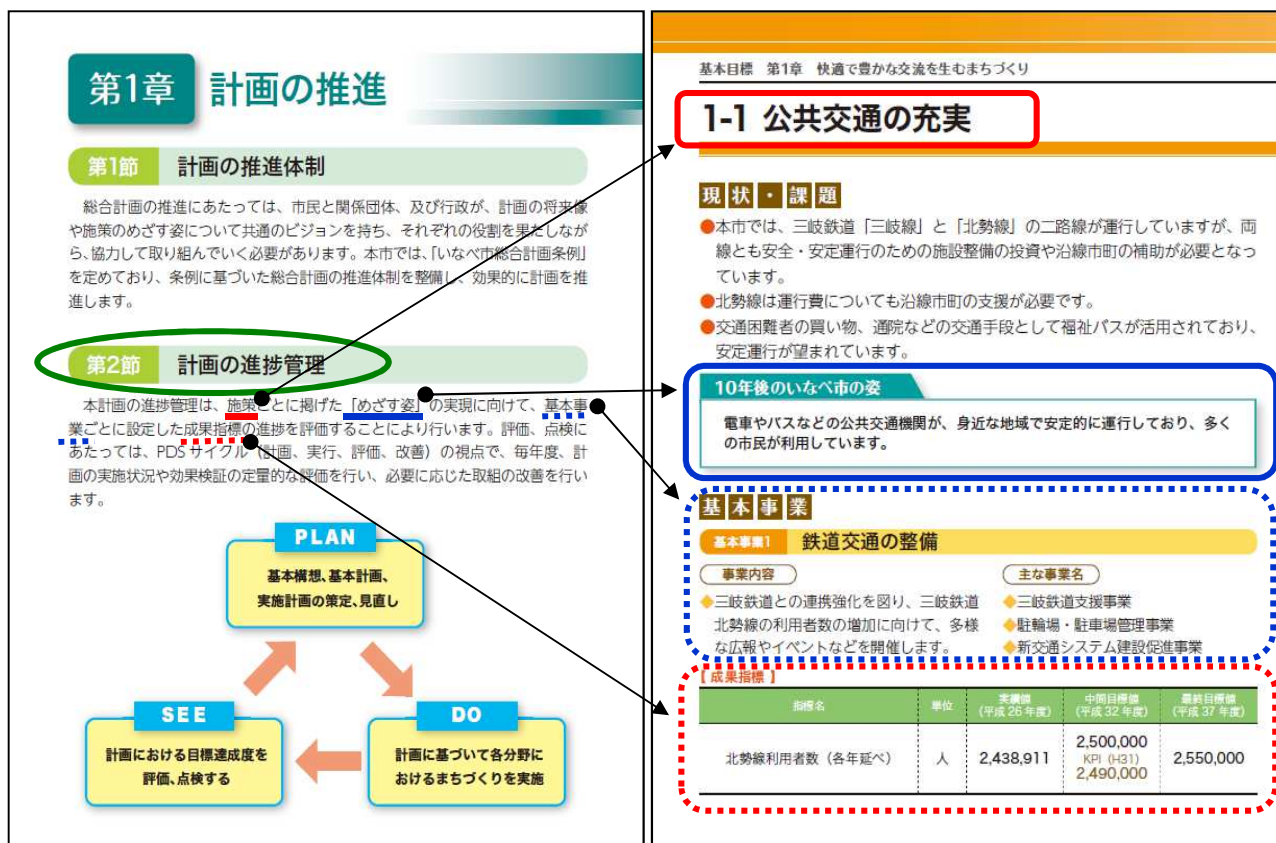 第1章 計画の推進
第1節 計画の推進体制
総合計画の推進にあたっては、市民と関係団体、及び行政が、計画の将来像
や施策のめざす姿について共通のビジョンを持ち、それぞれの役割を果たしなが
ら、協力して取り組んでいく必要があります。本市では、「いなべ市総合計画条例」
を定めており、条例に基づいた総合計画の推進体制を整備し、効果的に計画を推
進します。
第2節 計画の進捗管理
本計画の進捗管理は、施策ごとに掲げた「めざす姿」の実現に向けて、基本事
業ごとに設定した成果指標の進捗を評価することにより行います。評価、点検に
あたっては、PDSサイクル（計画、実行、評価、改善）の視点で、毎年度、計
画の実施状況や効果検証の定量的な評価を行い、必要に応じた取組の改善を行い
ます。
PLAN
基本構想、基本計画、
実施計画の策定、見直し
SEE
計画における目標達成度を
評価、点検する
DO
計画に基づいて各分野に
おけるまちづくりを実施
基本目標 第1章 快適で豊かな交流を生むまちづくり
1-1 公共交通の充実
現状・課題
●本市では、三岐鉄道「三岐線」と「北勢線」の二路線が運行していますが、両
線とも安全・安定運行のための施設整備の投資や沿線市町の補助が必要となっ
ています。
●北勢線は運行費についても沿線市町の支援が必要です。
●交通困難者の買い物、通院などの交通手段として福祉バスが活用されており、
安定運行が望まれています。
10年後のいなべ市の姿
電車やバスなどの公共交通機関が、身近な地域で安定的に運行しており、多く
の市民が利用しています。
基本事業
基本事業1 鉄道交通の整備
事業内容
◆三岐鉄道との連携強化を図り、三岐鉄道
北勢線の利用者数の増加に向けて、多様
な広報やイベントなどを開催します。
主な事業名
◆三岐鉄道支援事業
◆駐輪場・駐車場管理事業
◆新交通システム建設促進事業
【成果指標】
指標名 単位 実績値（平成26年度） 中間目標値（平成32年度） 最終目標値（平成37年度）
北勢線利用者数（各年延べ） 人 2,438,911 2,500,000 KPI (H31) 2,490,000 2,550,000